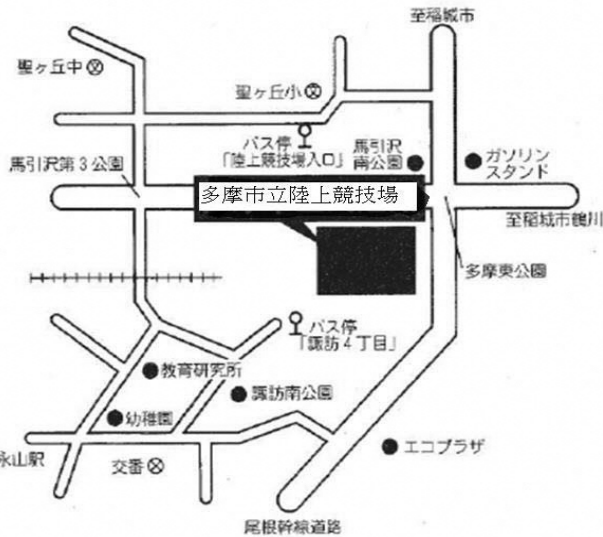 至稲城市
聖ヶ丘中
聖ヶ丘小
バス停
「陸上競技場入口」
馬引沢
南公園
ガソリン
スタンド
馬引沢第3公園
多摩市立陸上競技場
至稲城市鶴川
多摩東公園
バス停
「諏訪4丁目」
教育研究所
諏訪南公園
幼稚園
永山駅
交番
エコプラザ
尾根幹線道路